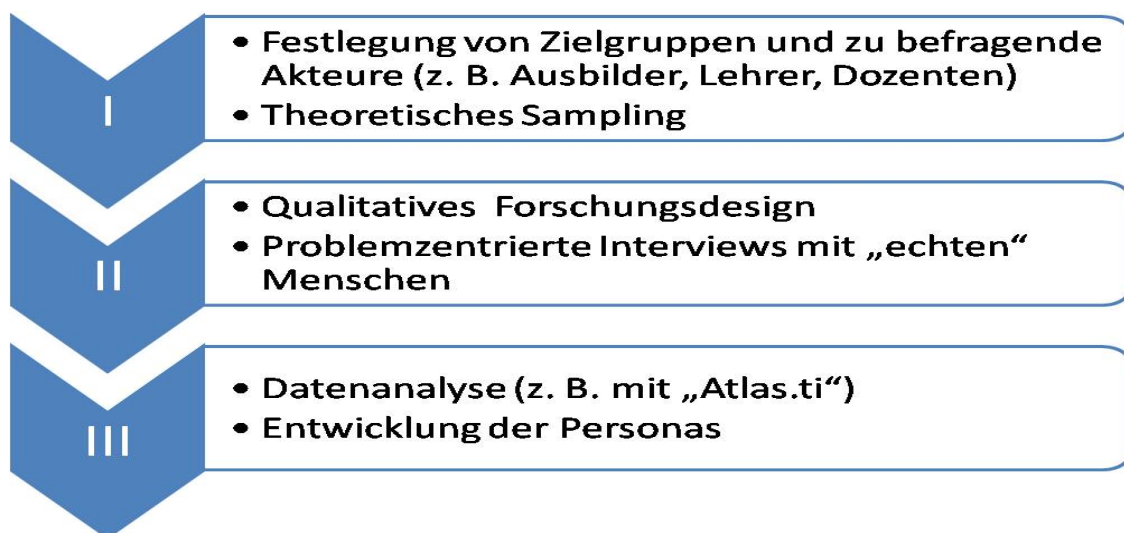 I
• Festlegung von Zielgruppen und zu befragende
Akteure (z. B. Ausbilder, Lehrer, Dozenten)
• Theoretisches Sampling
II
• Qualitatives Forschungsdesign
• Problemzentrierte Interviews mit „echten“
Menschen
III
• Datenanalyse (z. B. mit „Atlas.ti“)
• Entwicklung der Personas